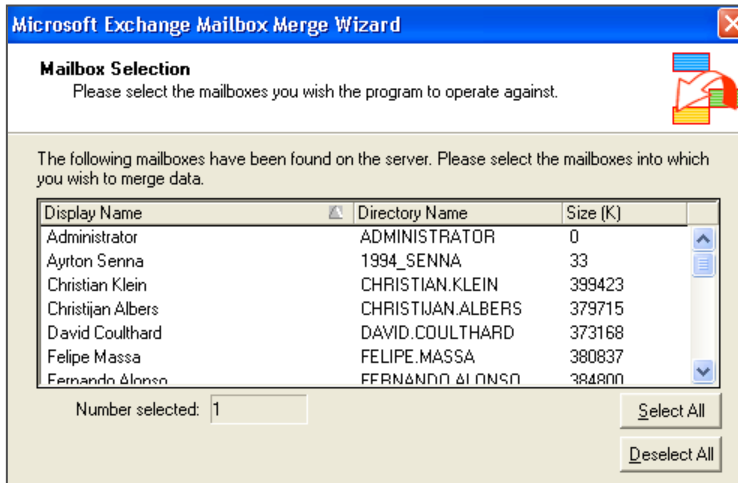 Microsoft Exchange Mailbox Merge Wizard
Mailbox Selection
Please select the mailboxes you wish the program to operate against.
The following mailboxes have been found on the server. Please select the mailboxes into which
you wish to merge data.
Display Name Directory Name Size (K)
Administrator ADMINISTRATOR 0
Ayrton Senna 1994_SENNA 33
Christian Klein CHRISTIAN.KLEIN 399423
Christijan Albers CHRISTIJAN.ALBERS 379715
David Coulthard DAVID.COULTHARD 373168
Felipe Massa FELIPE.MASSA 380837
Fernando Alonso FERNANDO.ALONSO 384800
Number selected: 1
Select All
Deselect All